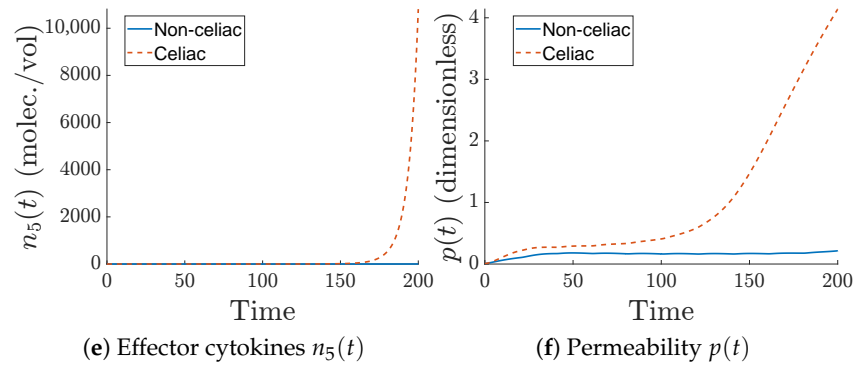 10,000
8000
6000
4000
2000
0
n₅(t) (molec./vol)
Non-celiac
Celiac
0 50 100 150 200
Time
(e) Effector cytokines n₅(t)
4
3
2
1
0
p(t) (dimensionless)
Non-celiac
Celiac
0 50 100 150 200
Time
(f) Permeability p(t)